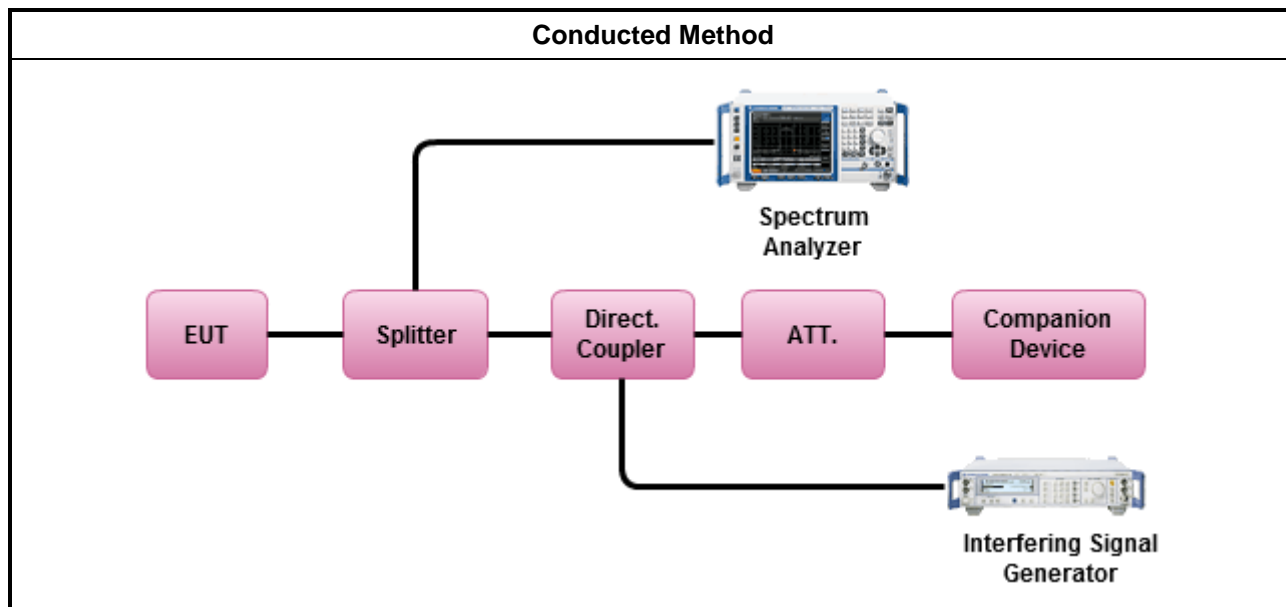 Conducted Method
Spectrum
Analyzer
EUT
Splitter
Direct.
Coupler
ATT.
Companion
Device
Interfering Signal
Generator